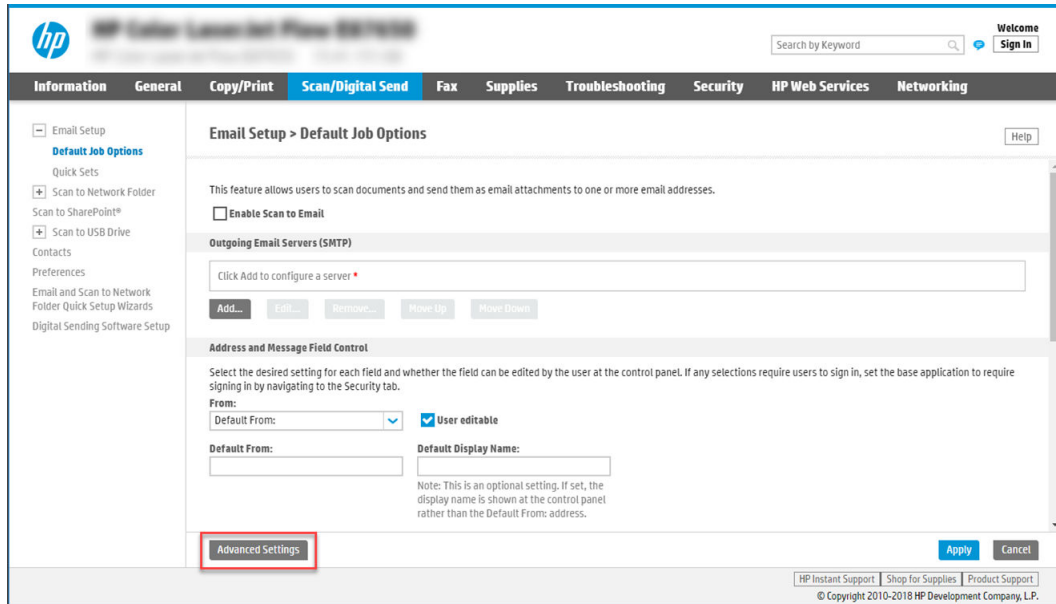 hp
Welcome
Search by Keyword
Sign In
Information General Copy/Print Scan/Digital Send Fax Supplies Troubleshooting Security HP Web Services Networking
Email Setup
Default Job Options
Quick Sets
Scan to Network Folder
Scan to SharePoint®
Scan to USB Drive
Contacts
Preferences
Email and Scan to Network
Folder Quick Setup Wizards
Digital Sending Software Setup
Email Setup > Default Job Options
Help
This feature allows users to scan documents and send them as email attachments to one or more email addresses.
Enable Scan to Email
Outgoing Email Servers (SMTP)
Click Add to configure a server *
Add... Edit... Remove... Move Up Move Down
Address and Message Field Control
Select the desired setting for each field and whether the field can be edited by the user at the control panel. If any selections require users to sign in, set the base application to require
signing in by navigating to the Security tab.
From:
Default From: User editable
Default From: Default Display Name:
Note: This is an optional setting. If set, the
display name is shown at the control panel
rather than the Default From: address.
Advanced Settings Apply Cancel
HP Instant Support Shop for Supplies Product Support
© Copyright 2010-2018 HP Development Company, L.P.